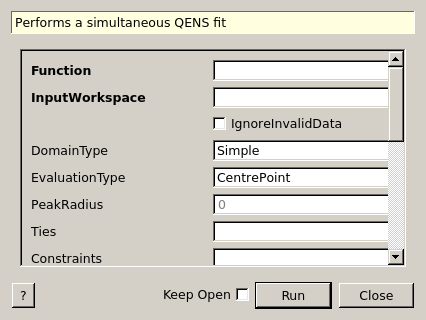 Performs a simultaneous QENS fit
Function
InputWorkspace
IgnoreInvalidData
DomainType Simple
EvaluationType CentrePoint
PeakRadius 0
Ties
Constraints
? Keep Open Run Close